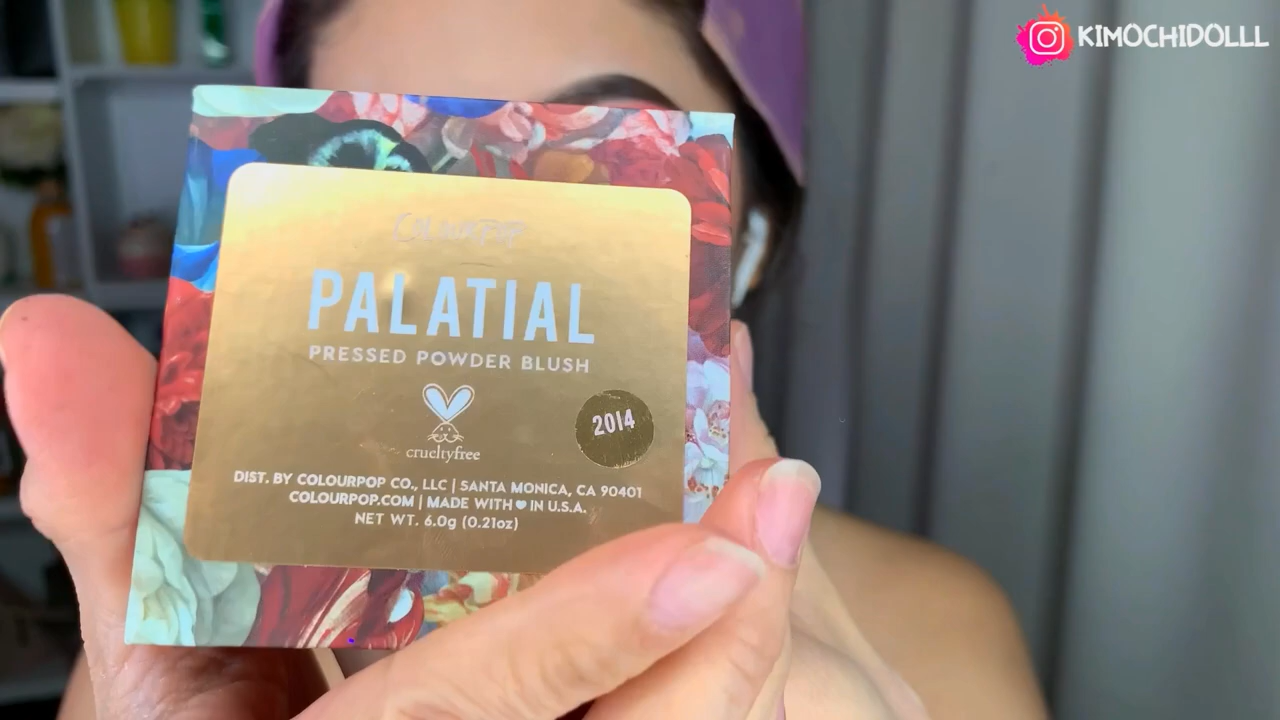 KIMOCHIDOLLL
COLOURPOP
PALATIAL
PRESSED POWDER BLUSH
crueltyfree
2014
DIST. BY COLOURPOP CO., LLC | SANTA MONICA, CA 90401
COLOURPOP.COM | MADE WITH ♥ IN U.S.A.
NET WT. 6.0g (0.21oz)